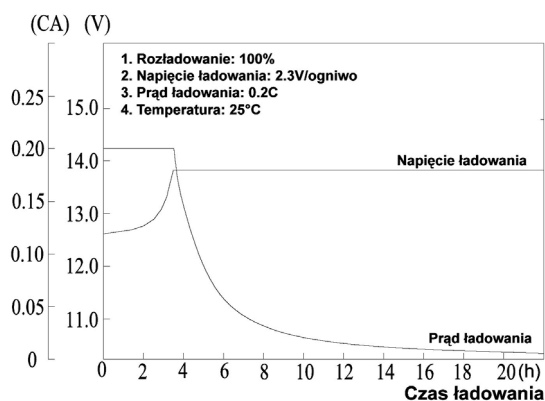 (CA) (V)
1. Rozładowanie: 100%
2. Napięcie ładowania: 2.3V/ogniwo
3. Prąd ładowania: 0.2C
4. Temperatura: 25°C
0.25
15.0
0.20
14.0
Napięcie ładowania
0.15
13.0
0.10
12.0
0.05
11.0
Prąd ładowania
0
0 2 4 6 8 10 12 14 16 18 20 (h)
Czas ładowania